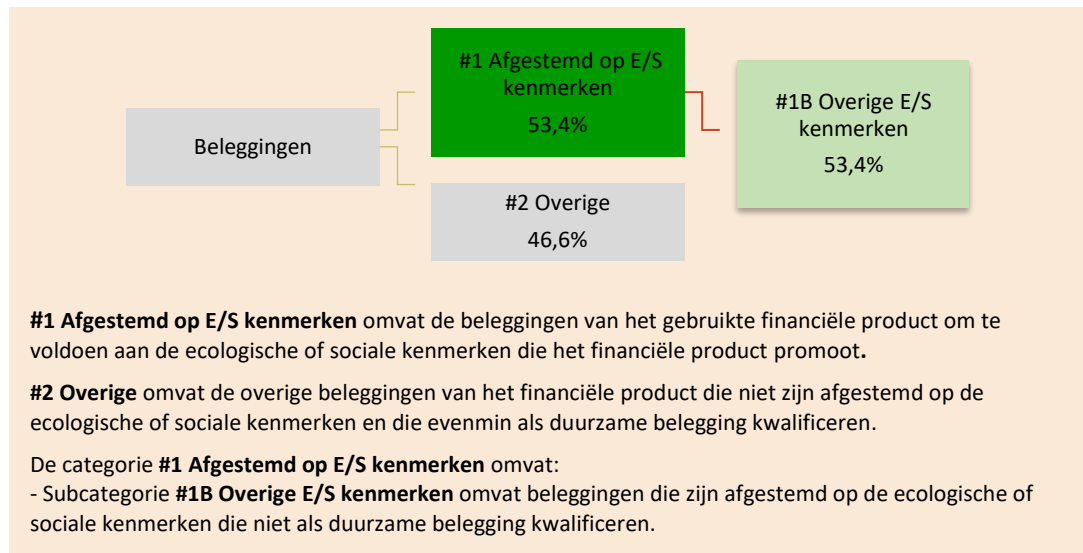 Beleggingen
#1 Afgestemd op E/S
kenmerken
53,4%
#2 Overige
46,6%
#1B Overige E/S
kenmerken
53,4%
#1 Afgestemd op E/S kenmerken omvat de beleggingen van het gebruikte financiële product om te
voldoen aan de ecologische of sociale kenmerken die het financiële product promoot.
#2 Overige omvat de overige beleggingen van het financiële product die niet zijn afgestemd op de
ecologische of sociale kenmerken en die evenmin als duurzame belegging kwalificeren.
De categorie #1 Afgestemd op E/S kenmerken omvat:
- Subcategorie #1B Overige E/S kenmerken omvat beleggingen die zijn afgestemd op de ecologische of
sociale kenmerken die niet als duurzame belegging kwalificeren.